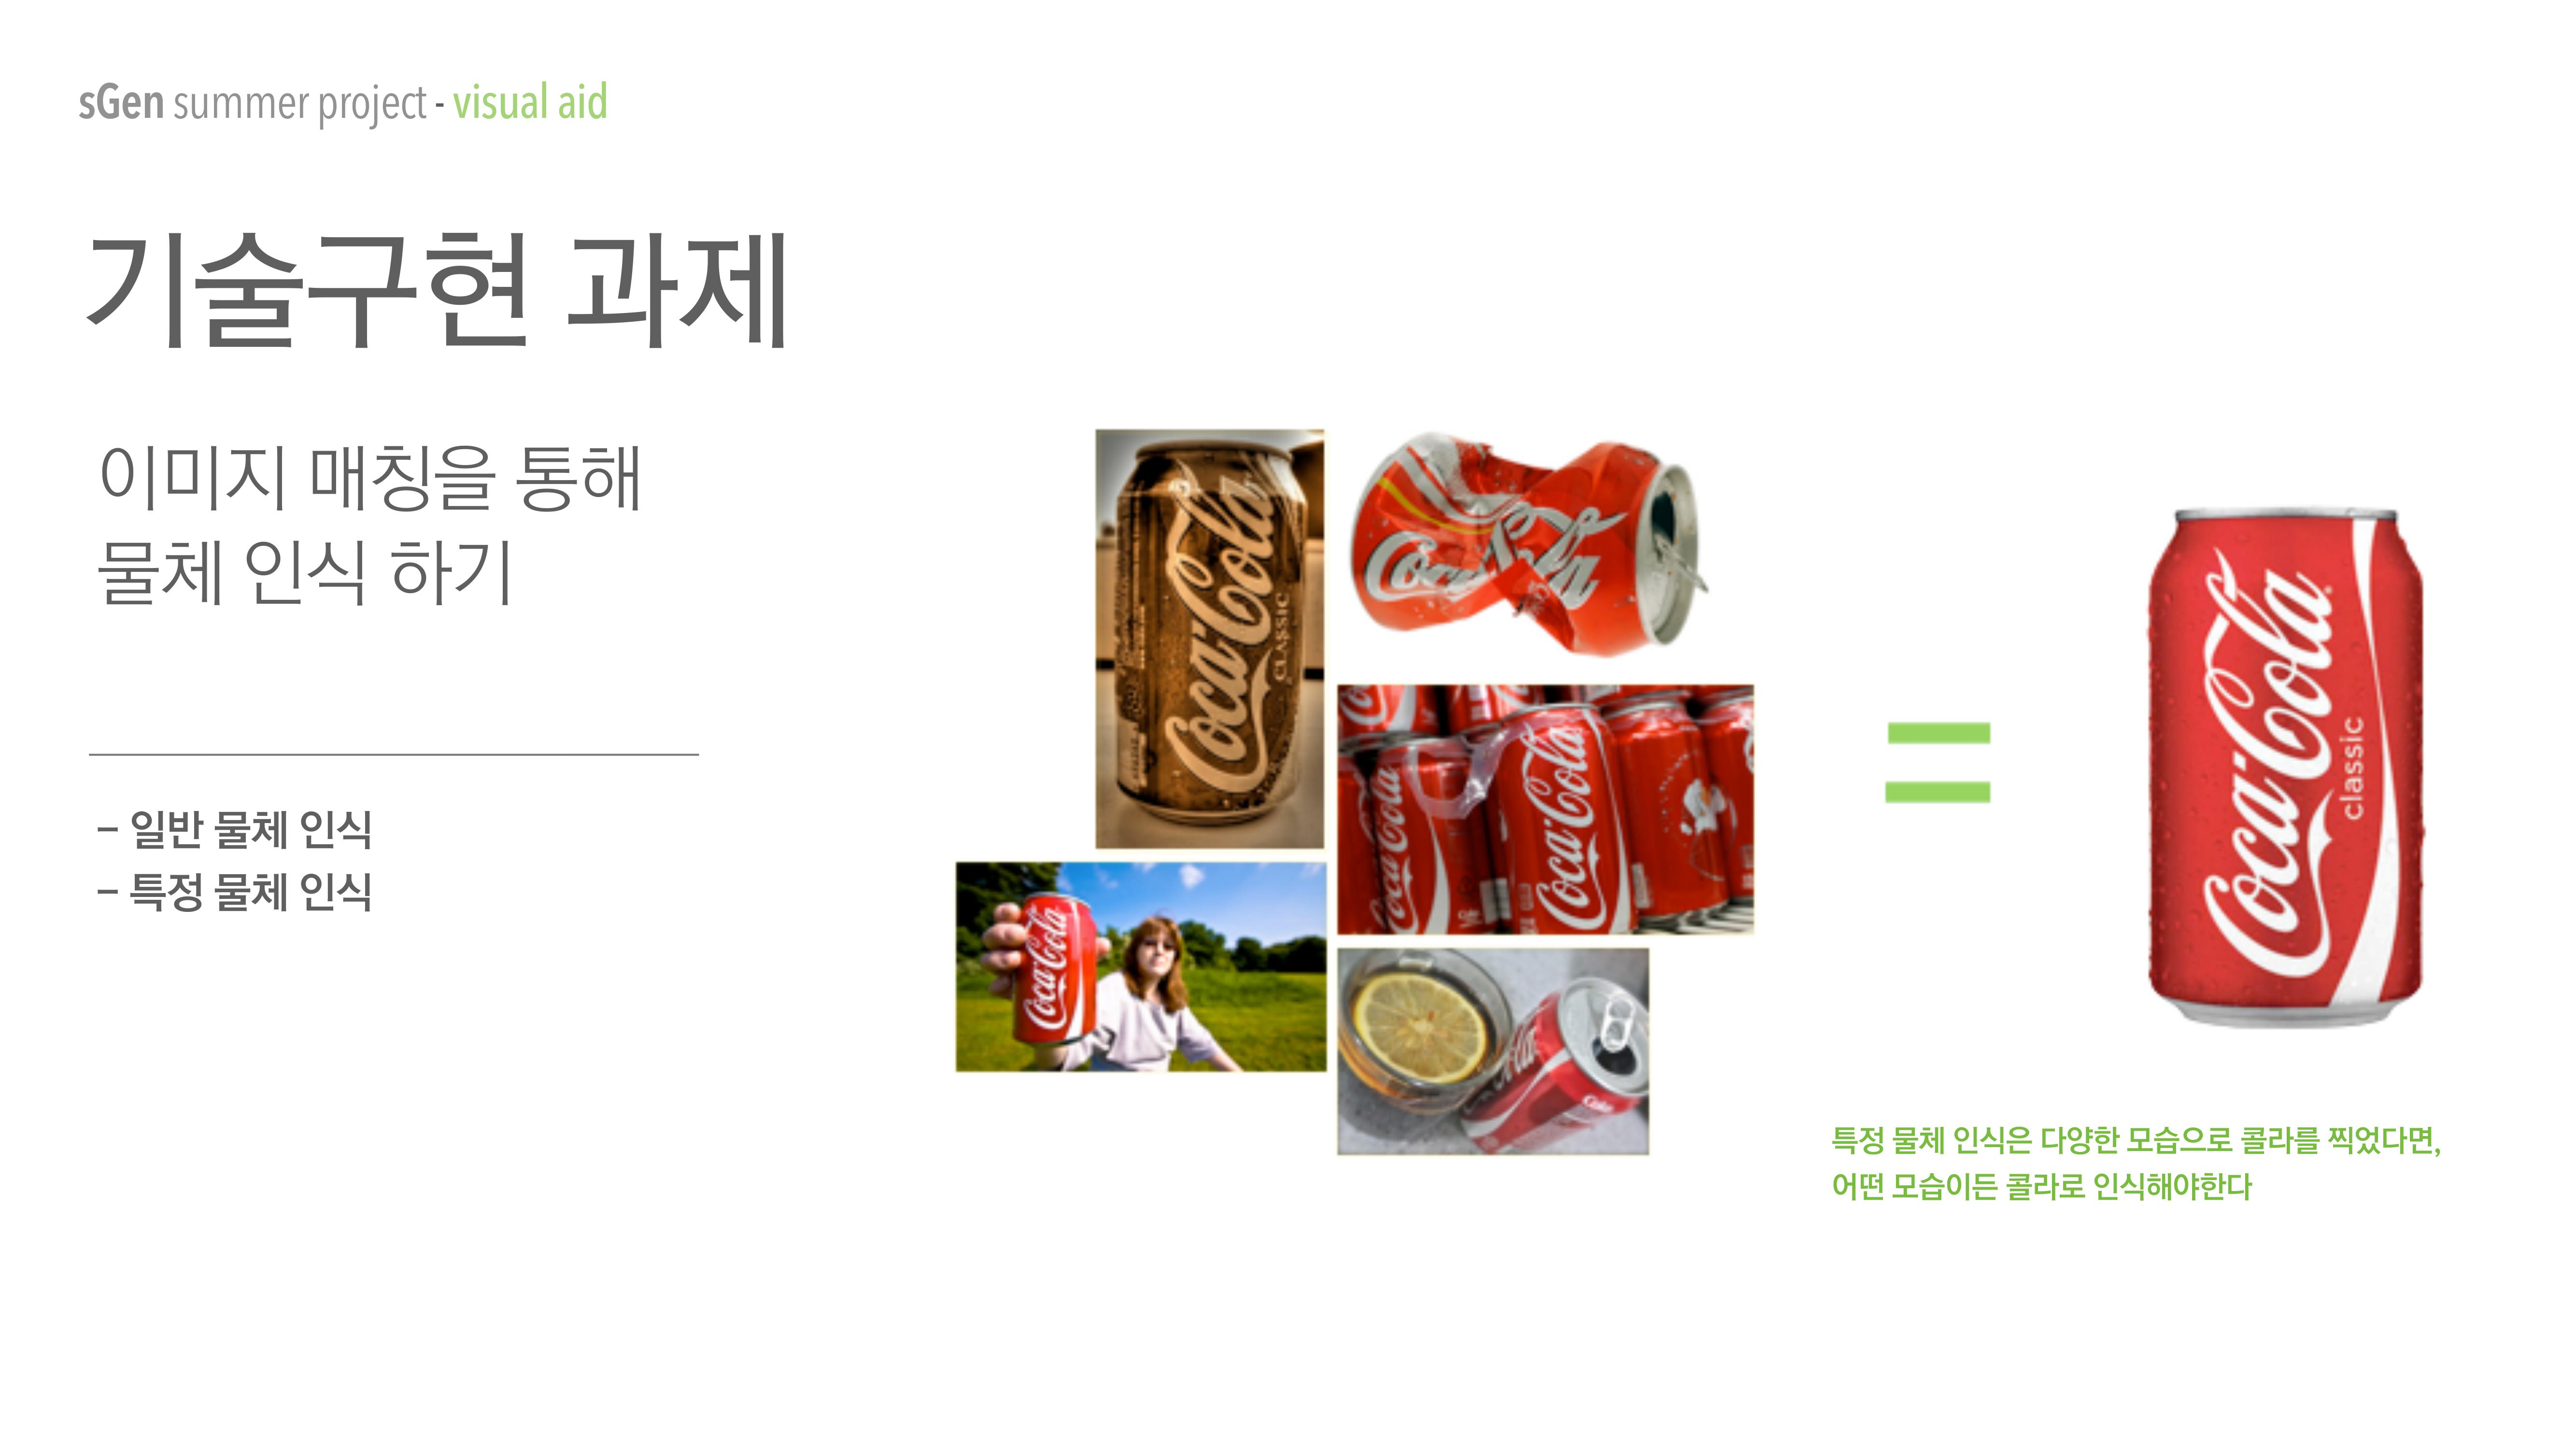 sGen summer project - visual aid
기술구현 과제
이미지 매칭을 통해
물체 인식 하기
– 일반 물체 인식
– 특정 물체 인식
Coca-Cola
CLASSIC
Coca-Cola
Coca-Cola
Coca-Cola
Coca-Cola
Coke
Coca-Cola
classic
특정 물체 인식은 다양한 모습으로 콜라를 찍었다면,
어떤 모습이든 콜라로 인식해야한다